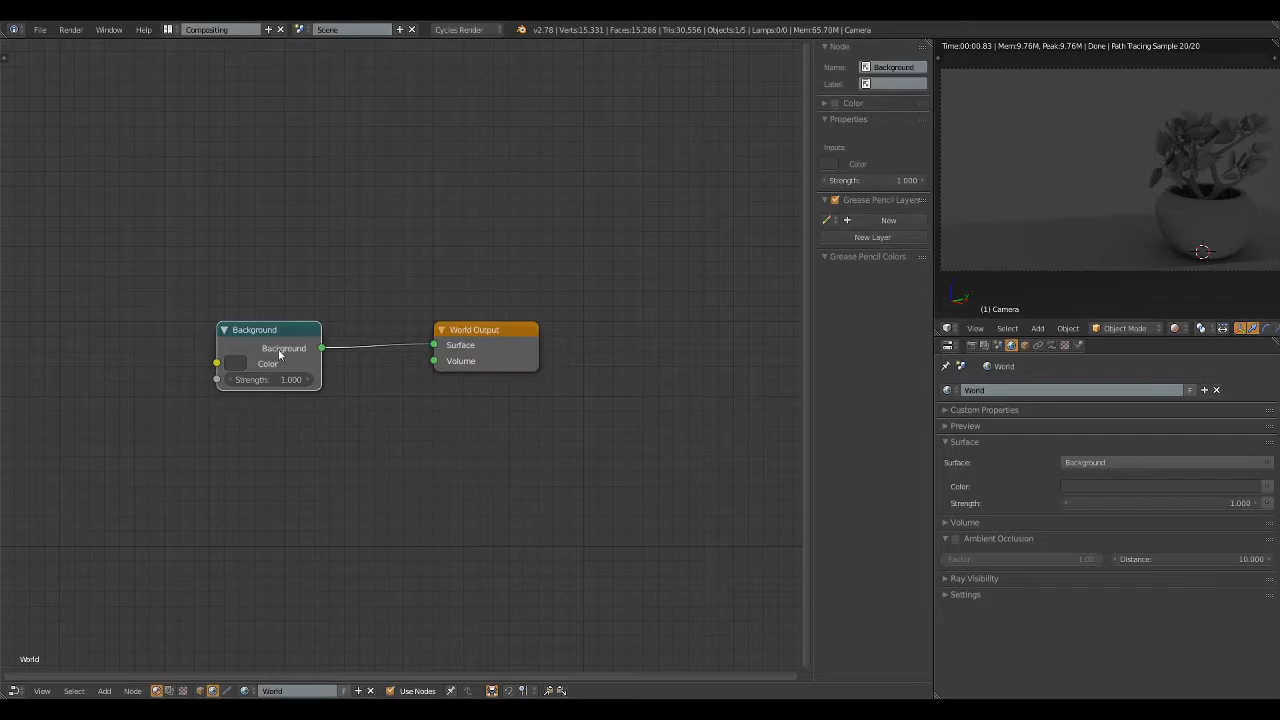 File Render Window Help Compositing Scene Cycles Render v2.78 | Verts:15,331 | Faces:15,286 | Tris:30,556 | Objects:1/5 | Lamps:0/0 | Mem:65.70M | Camera
Node
Name: Background
Label:
Color
Properties
Inputs:
Color
Strength: 1.000
Grease Pencil Layers
New
New Layer
Grease Pencil Colors
Background
Background
Color
Strength: 1.000
World Output
Surface
Volume
World
View Select Add Node World F Use Nodes
Time:00:00.83 | Mem:9.76M, Peak:9.76M | Done | Path Tracing Sample 20/20
(1) Camera
View Select Add Object Object Mode
World
World F
Custom Properties
Preview
Surface
Surface: Background
Color:
Strength: 1.000
Volume
Ambient Occlusion
Factor: 1.00 Distance: 10.000
Ray Visibility
Settings